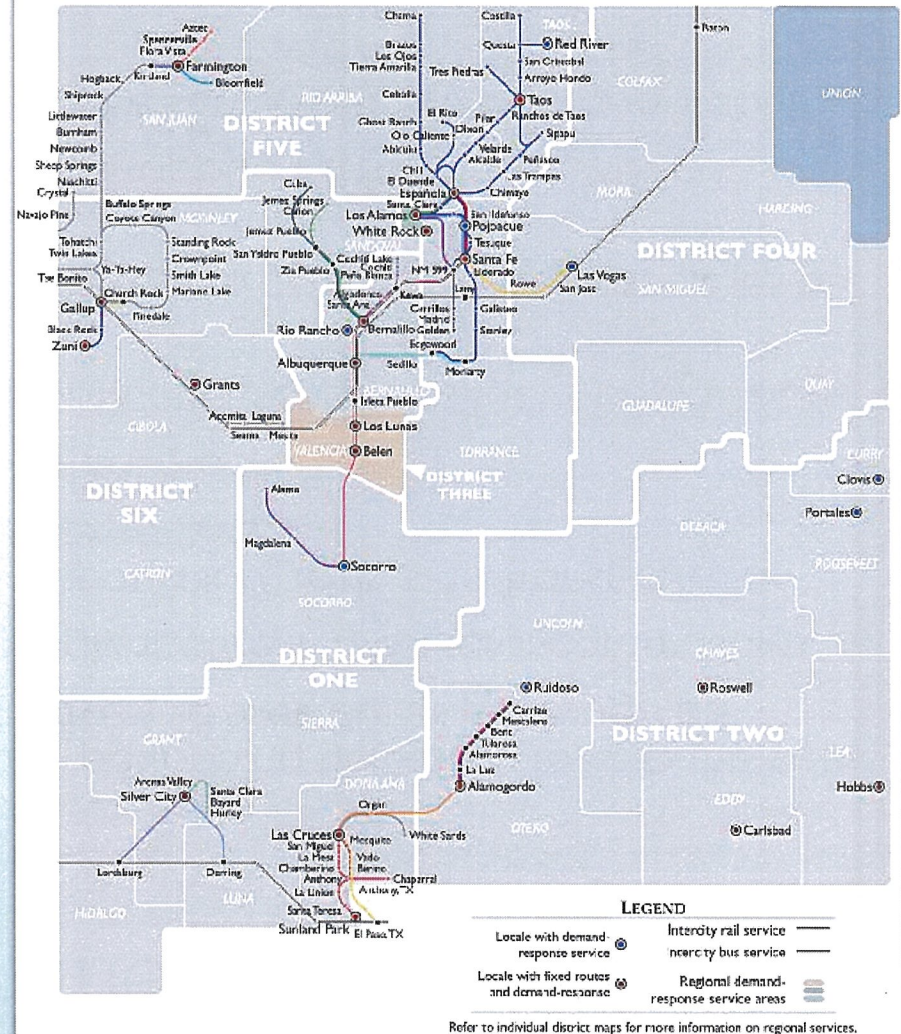 Chama
Costilla
TAOS
Raton
Aztec
Spencerville
Flora Vista
Farmington
Kirtland
Bloomfield
Hogback
Shiprock
Brazos
Los Ojos
Tierra Amarilla
Questa
Red River
San Cristobal
Arroyo Hondo
Tres Piedras
COLFAX
UNION
Cebolla
Taos
RIO ARRIBA
SAN JUAN
DISTRICT
FIVE
Littlewater
Burnham
Newcomb
Sheep Springs
Naschitti
Crystal
Navajo Pine
Ghost Ranch
El Rito
Ojo Caliente
Abiquiu
Pilar
Dixon
Ranchos de Taos
Sipapu
Velarde
Alcalde
Peñasco
Las Trampas
Chili
El Duende
Española
Chimayo
Santa Clara
MORA
HARDING
Buffalo Springs
Coyote Canyon
MCKINLEY
Cuba
Jemez Springs
Cañon
Jemez Pueblo
San Ysidro Pueblo
Zia Pueblo
Los Alamos
White Rock
SANDOVAL
San Ildefonso
Pojoaque
Tesuque
Santa Fe
Eldorado
DISTRICT FOUR
Tohatchi
Twin Lakes
Standing Rock
Crownpoint
Smith Lake
Mariano Lake
Cochiti Lake
Cochiti
Peña Blanca
NM 599
Tse Bonito
Ya-Ta-Hey
Church Rock
Pinedale
Gallup
Black Rock
Zuni
Algodones
Santa Ana
Kewa
Lamy
Rowe
Las Vegas
San Jose
SAN MIGUEL
Cerrillos
Madrid
Golden
Galisteo
Stanley
Rio Rancho
Bernalillo
Edgewood
Albuquerque
Sedillo
Moriarty
QUAY
Grants
BERNALILLO
Isleta Pueblo
GUADALUPE
CIBOLA
Acomita
Laguna
Seama
Mesita
Los Lunas
VALENCIA
Belen
TORRANCE
CURRY
Clovis
DISTRICT
THREE
DISTRICT
SIX
Alamo
Portales
DEBACA
Magdalena
Socorro
CATRON
ROOSEVELT
SOCORRO
LINCOLN
DISTRICT
ONE
CHAVES
Ruidoso
Roswell
Carrizo
Mescalero
Bent
Tularosa
Alamorosa
La Luz
SIERRA
GRANT
DISTRICT TWO
LEA
Arenas Valley
Silver City
Santa Clara
Bayard
Hurley
DONA ANA
Alamogordo
Hobbs
EDDY
Organ
OTERO
Las Cruces
Mesquite
White Sands
Carlsbad
San Miguel
La Mesa
Chamberino
Anthony
La Union
Vado
Berino
Chaparral
Anthony, TX
Lordsburg
Deming
LUNA
HIDALGO
Santa Teresa
Sunland Park
El Paso, TX
LEGEND
Locale with demand-
response service
Locale with fixed routes
and demand-response
Intercity rail service
Intercity bus service
Regional demand-
response service areas
Refer to individual district maps for more information on regional services.